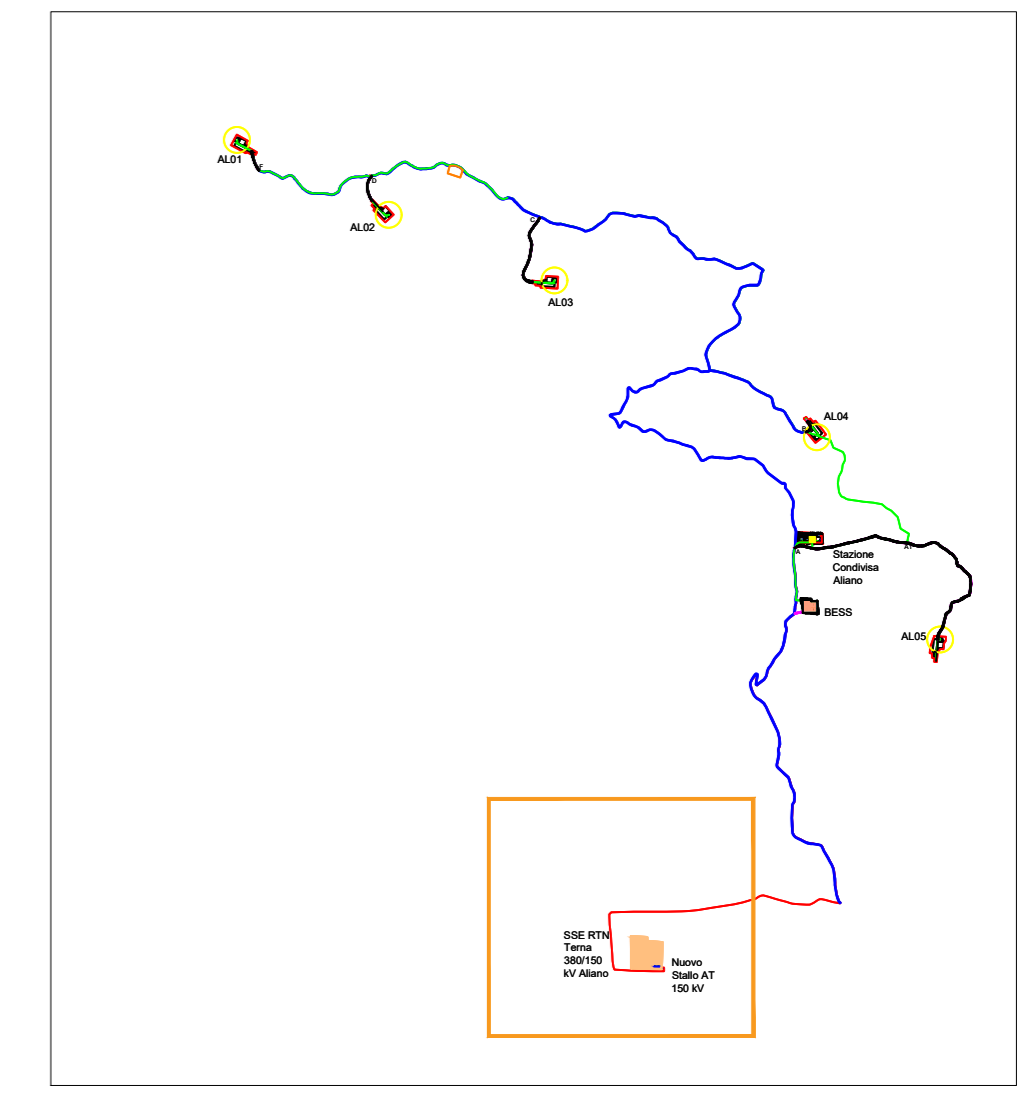 AL01
F
D
AL02
C
AL03
AL04
B
A
A1
Stazione
Condivisa
Aliano
BESS
AL05
SSE RTN
Terna
380/150
kV Aliano
Nuovo
Stallo AT
150 kV